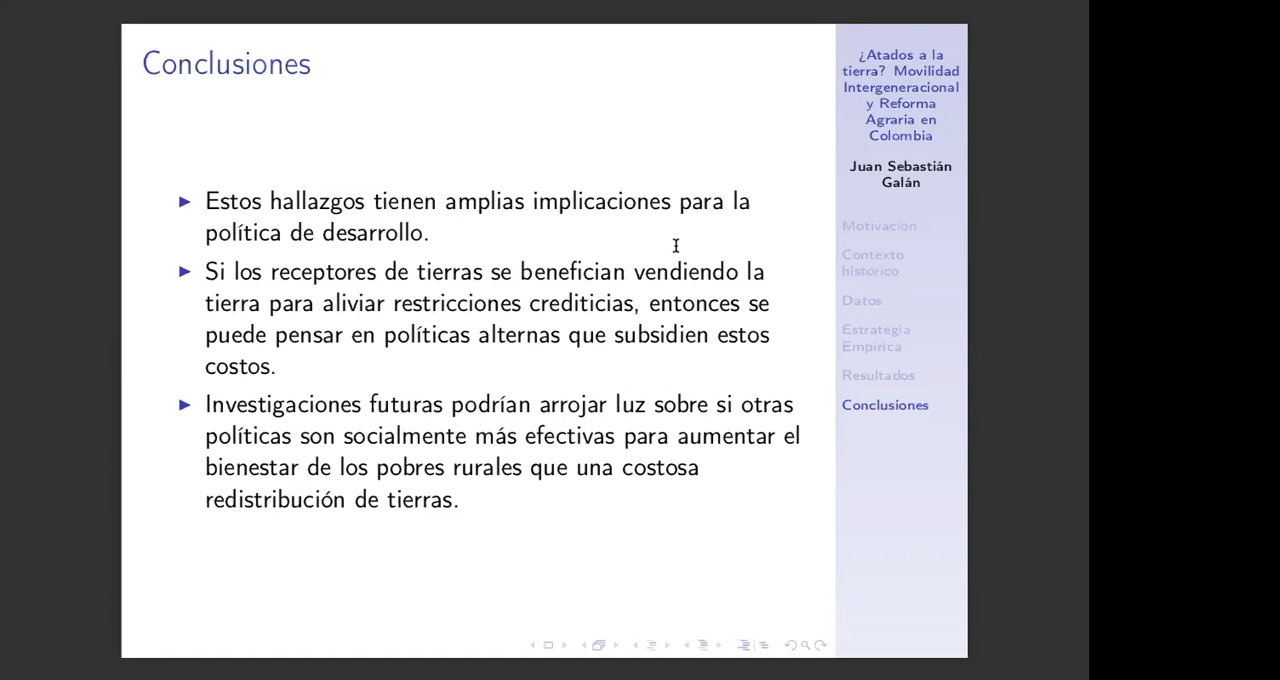 Conclusiones
Estos hallazgos tienen amplias implicaciones para la
política de desarrollo.
Si los receptores de tierras se benefician vendiendo la
tierra para aliviar restricciones crediticias, entonces se
puede pensar en políticas alternas que subsidien estos
costos.
Investigaciones futuras podrían arrojar luz sobre si otras
políticas son socialmente más efectivas para aumentar el
bienestar de los pobres rurales que una costosa
redistribución de tierras.
¿Atados a la
tierra? Movilidad
Intergeneracional
y Reforma
Agraria en
Colombia
Juan Sebastián
Galán
Motivación
Contexto
historico
Datos
Estrategia
Empírica
Resultados
Conclusiones